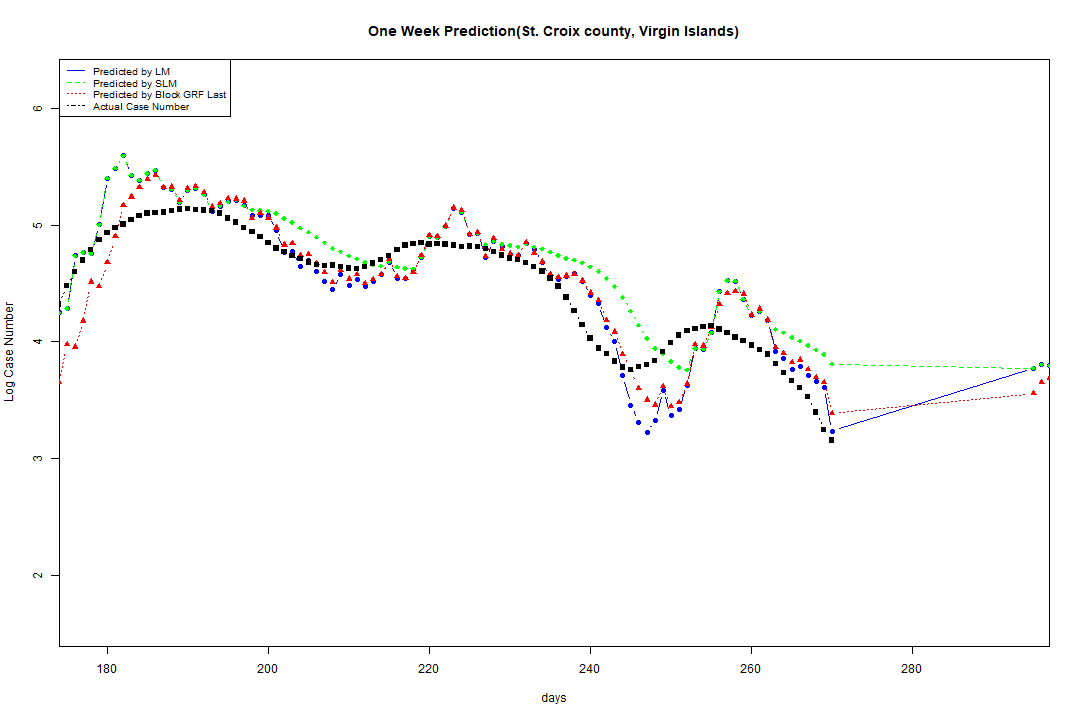 One Week Prediction(St. Croix county, Virgin Islands)
Predicted by LM
Predicted by SLM
Predicted by Block GRF Last
Actual Case Number
6
5
4
3
2
Log Case Number
180 200 220 240 260 280
days